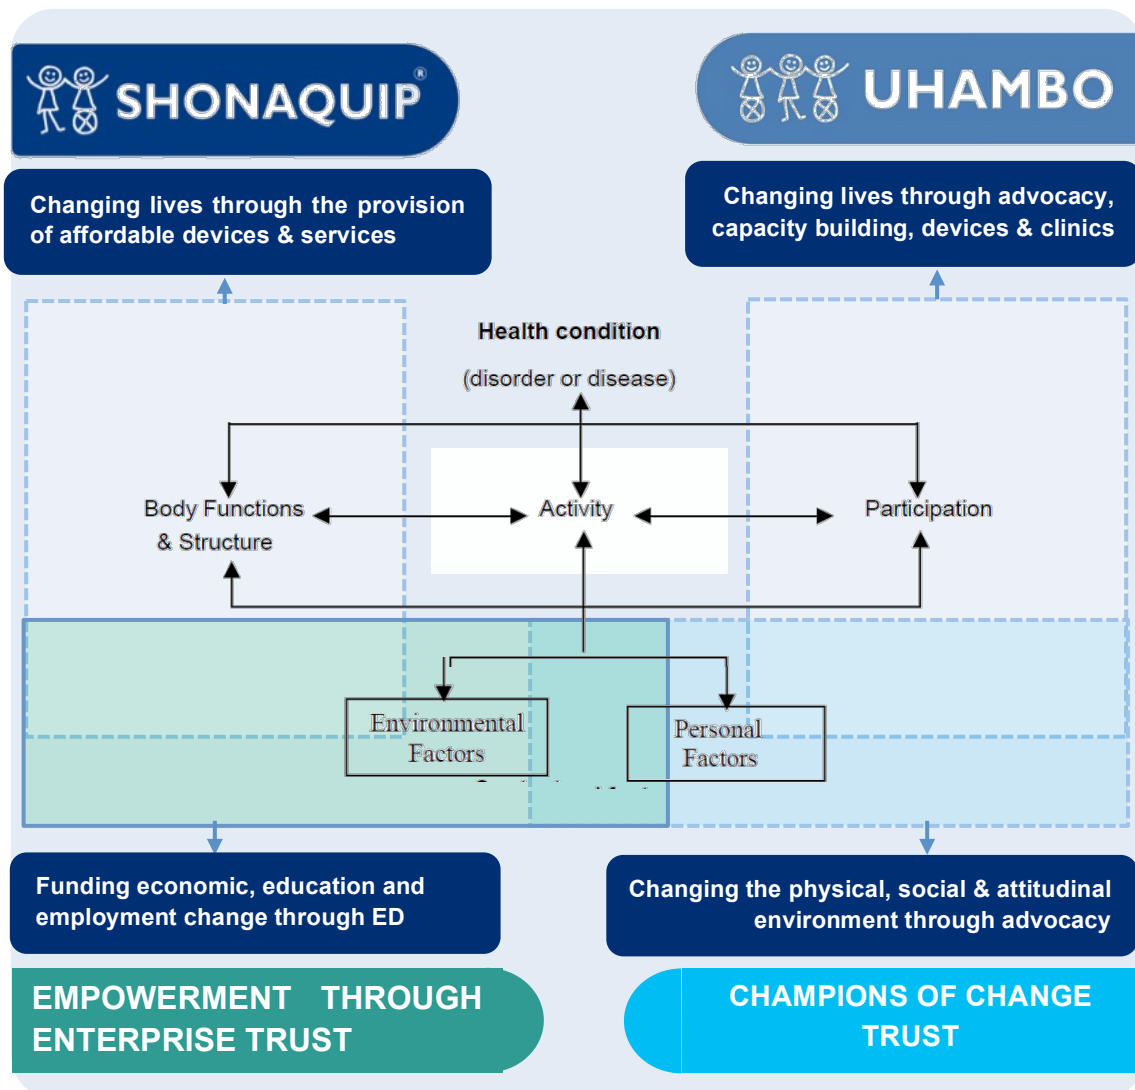 SHONAQUIP®
UHAMBO
Changing lives through the provision
of affordable devices & services
Changing lives through advocacy,
capacity building, devices & clinics
Health condition
(disorder or disease)
Body Functions
& Structure
Activity
Participation
Environmental
Factors
Personal
Factors
Funding economic, education and
employment change through ED
Changing the physical, social & attitudinal
environment through advocacy
EMPOWERMENT THROUGH
ENTERPRISE TRUST
CHAMPIONS OF CHANGE
TRUST